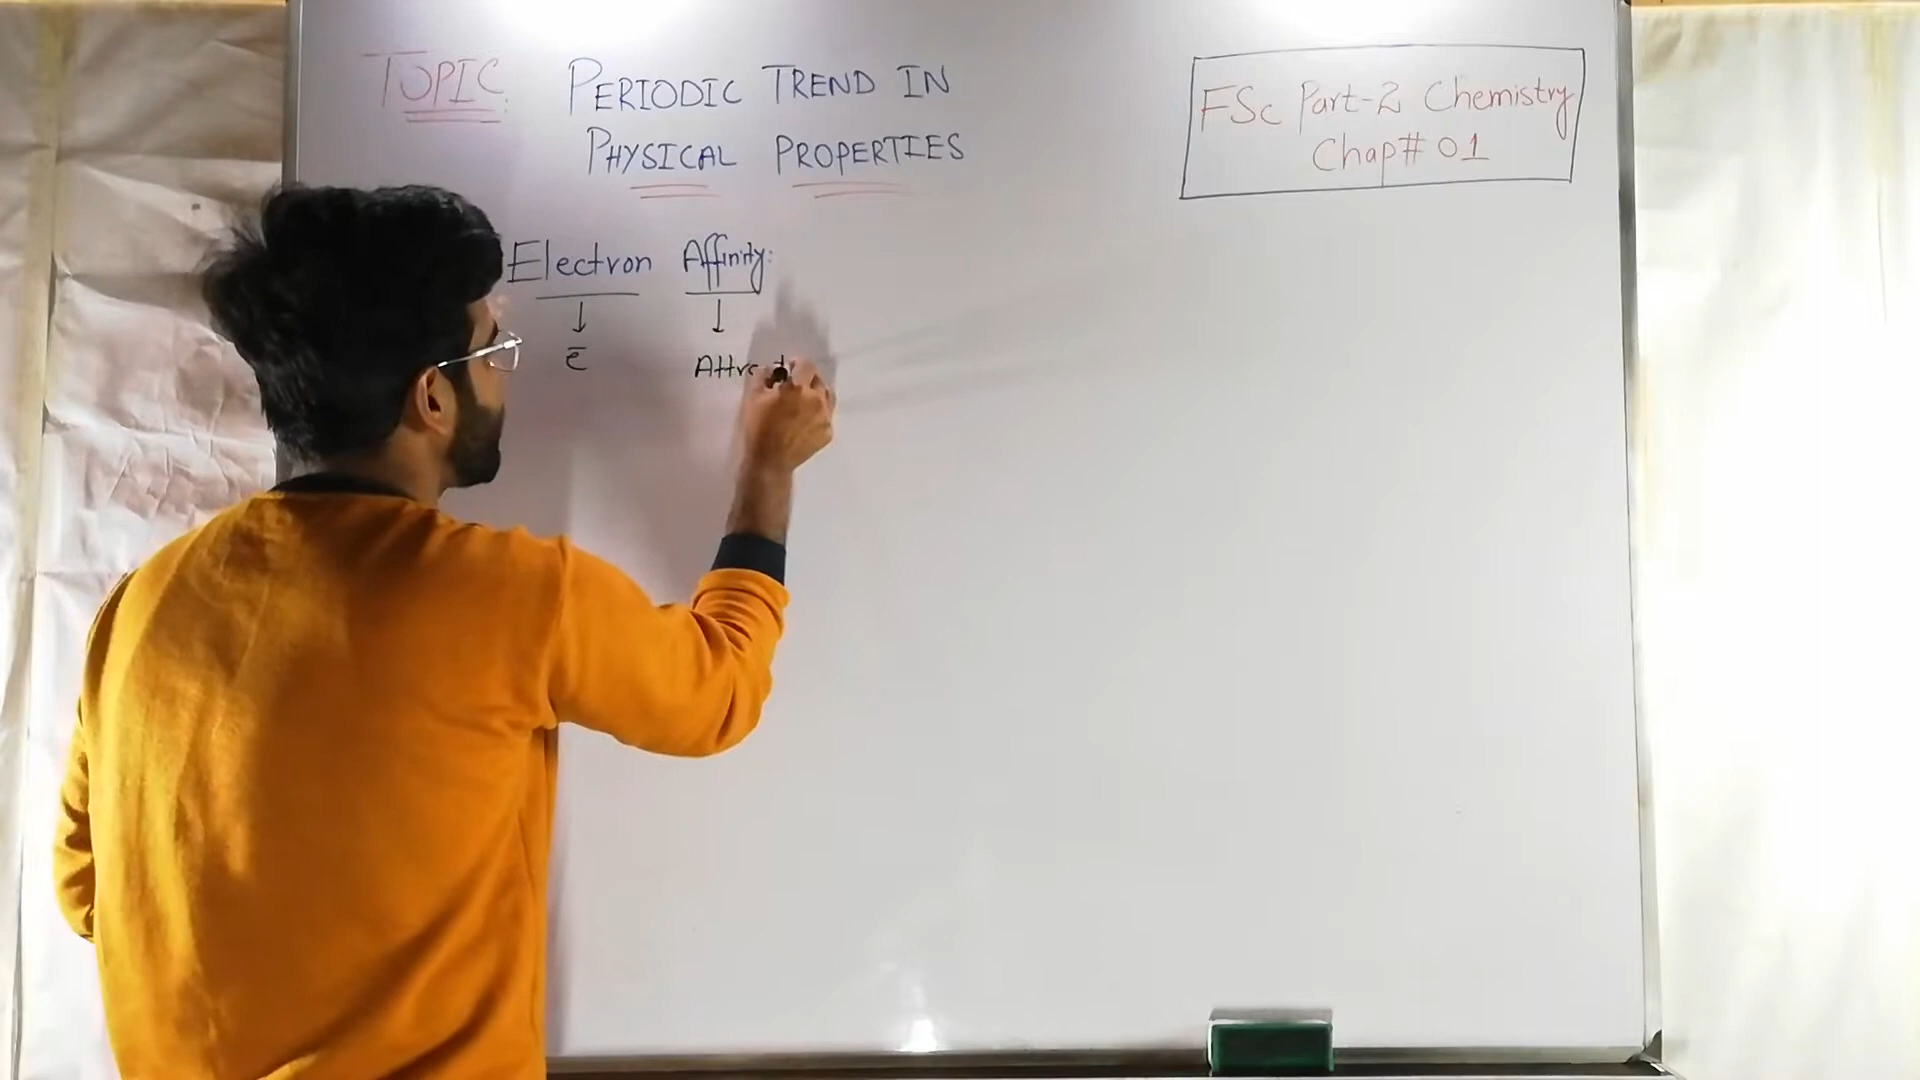 TOPIC: PERIODIC TREND IN
PHYSICAL PROPERTIES
FSc Part-2 Chemistry
Chap# 01
Electron Affinity:
↓ ↓
ē